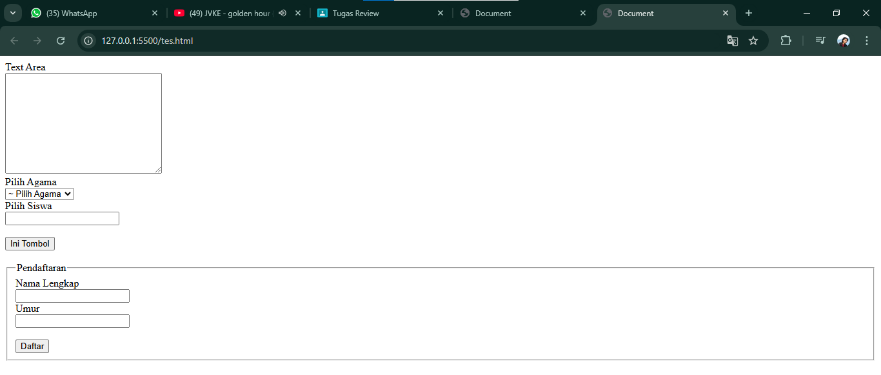 (35) WhatsApp
(49) JVKE - golden hour
Tugas Review
Document
Document
127.0.0.1:5500/tes.html
Text Area
Pilih Agama
~ Pilih Agama
Pilih Siswa
Ini Tombol
Pendaftaran
Nama Lengkap
Umur
Daftar